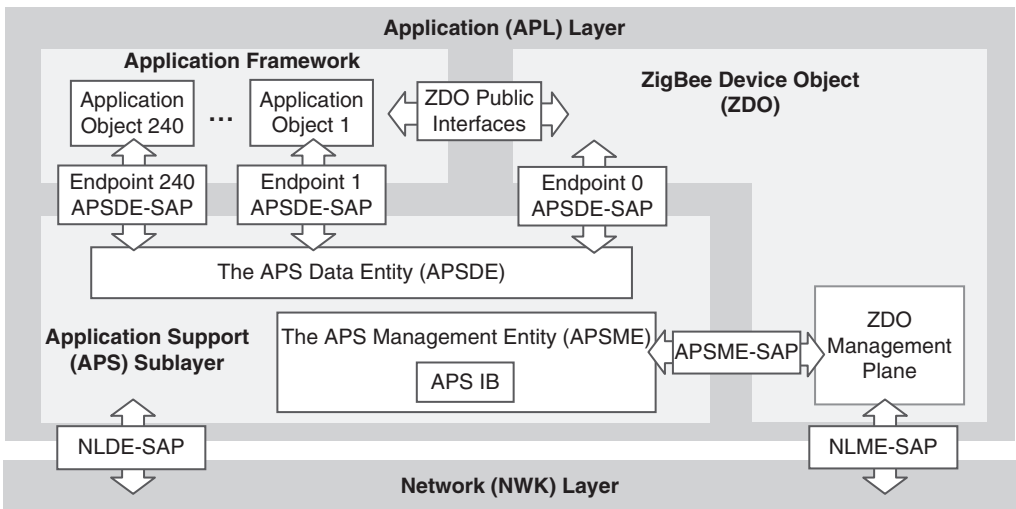 Application (APL) Layer
Application Framework
ZigBee Device Object
(ZDO)
Application
Object 240
...
Application
Object 1
ZDO Public
Interfaces
Endpoint 240
APSDE-SAP
Endpoint 1
APSDE-SAP
Endpoint 0
APSDE-SAP
The APS Data Entity (APSDE)
Application Support
(APS) Sublayer
The APS Management Entity (APSME)
APS IB
APSME-SAP
ZDO
Management
Plane
NLDE-SAP
NLME-SAP
Network (NWK) Layer